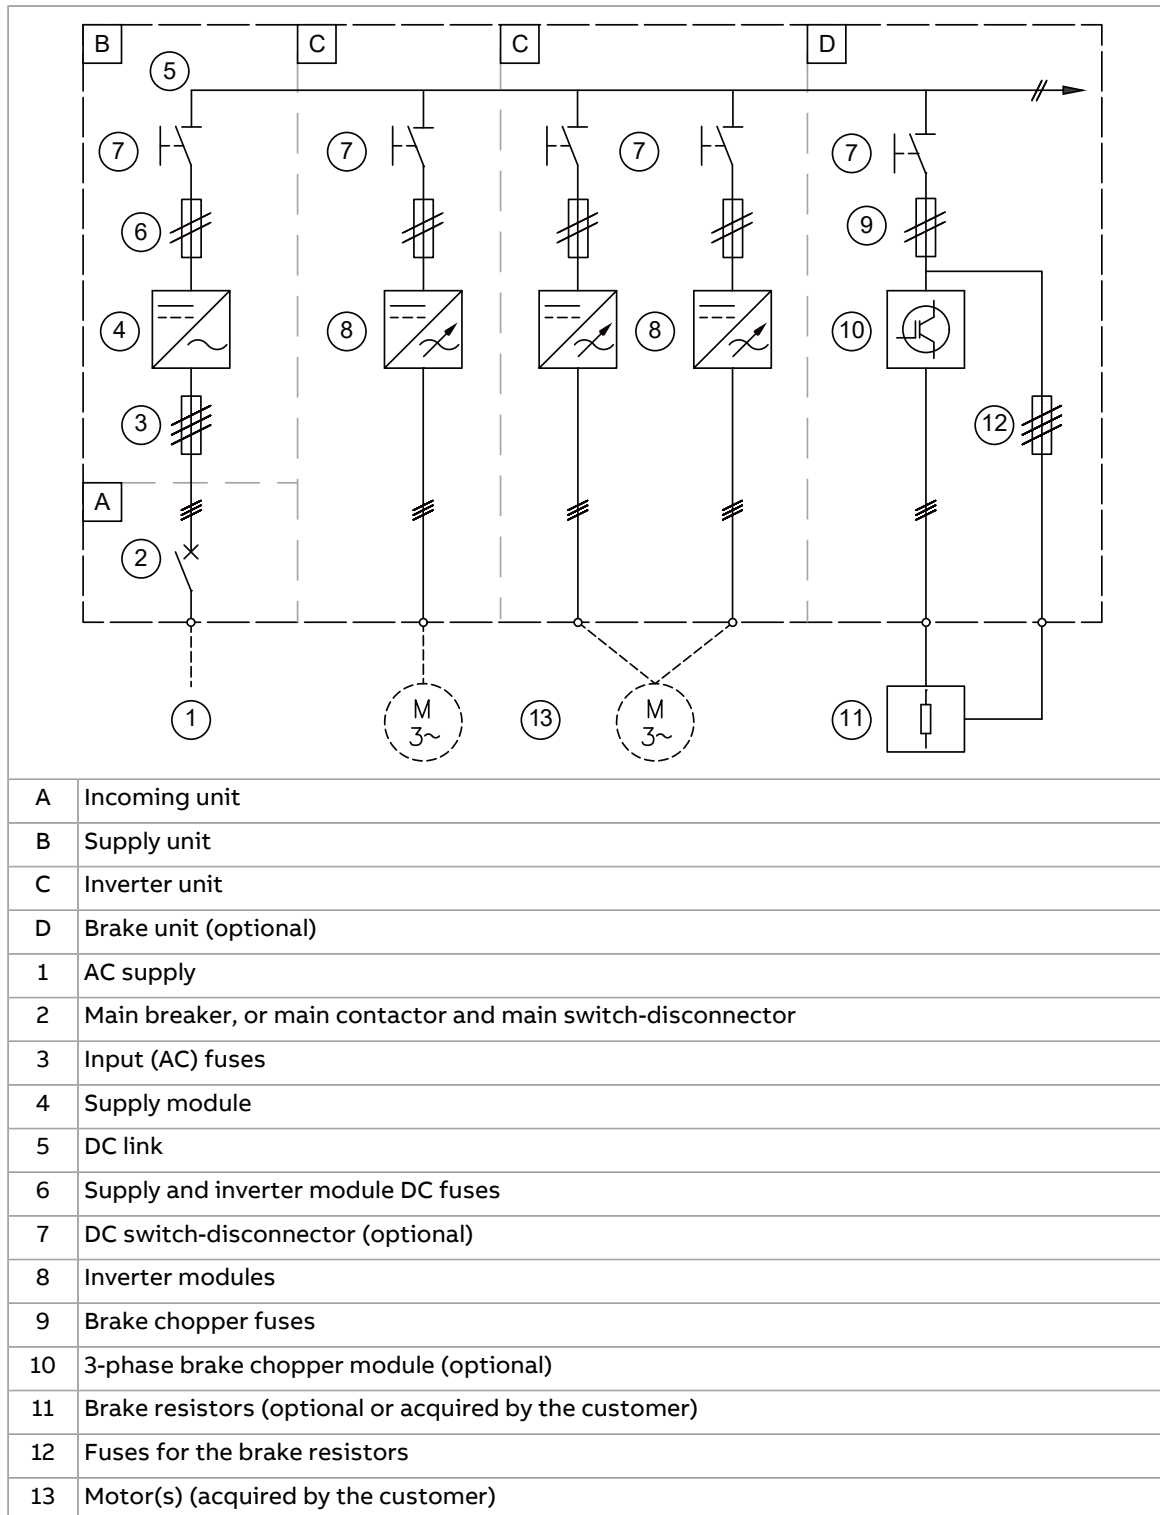 B
C
C
D
5
7
7
7
7
6
9
4
8
8
10
3
12
A
2
1
M
3~
13
M
3~
11
A Incoming unit
B Supply unit
C Inverter unit
D Brake unit (optional)
1 AC supply
2 Main breaker, or main contactor and main switch-disconnector
3 Input (AC) fuses
4 Supply module
5 DC link
6 Supply and inverter module DC fuses
7 DC switch-disconnector (optional)
8 Inverter modules
9 Brake chopper fuses
10 3-phase brake chopper module (optional)
11 Brake resistors (optional or acquired by the customer)
12 Fuses for the brake resistors
13 Motor(s) (acquired by the customer)